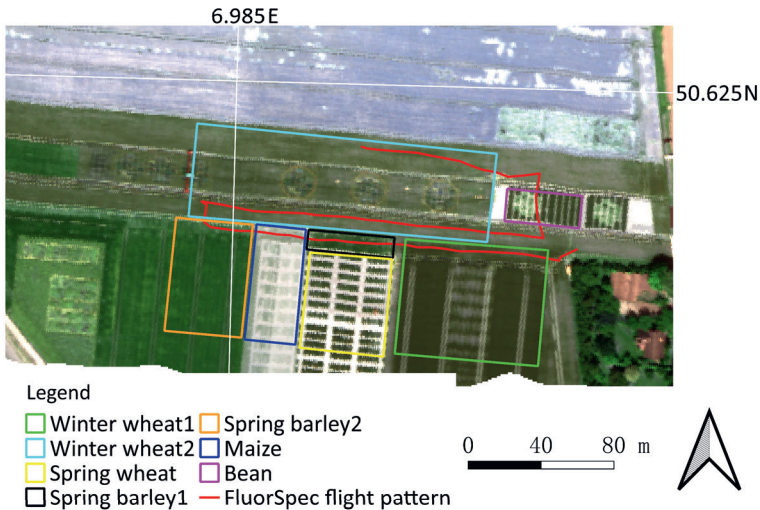 6.985E
50.625N
Legend
Winter wheat1 Spring barley2
Winter wheat2 Maize
Spring wheat Bean
Spring barley1 FluorSpec flight pattern
0 40 80 m